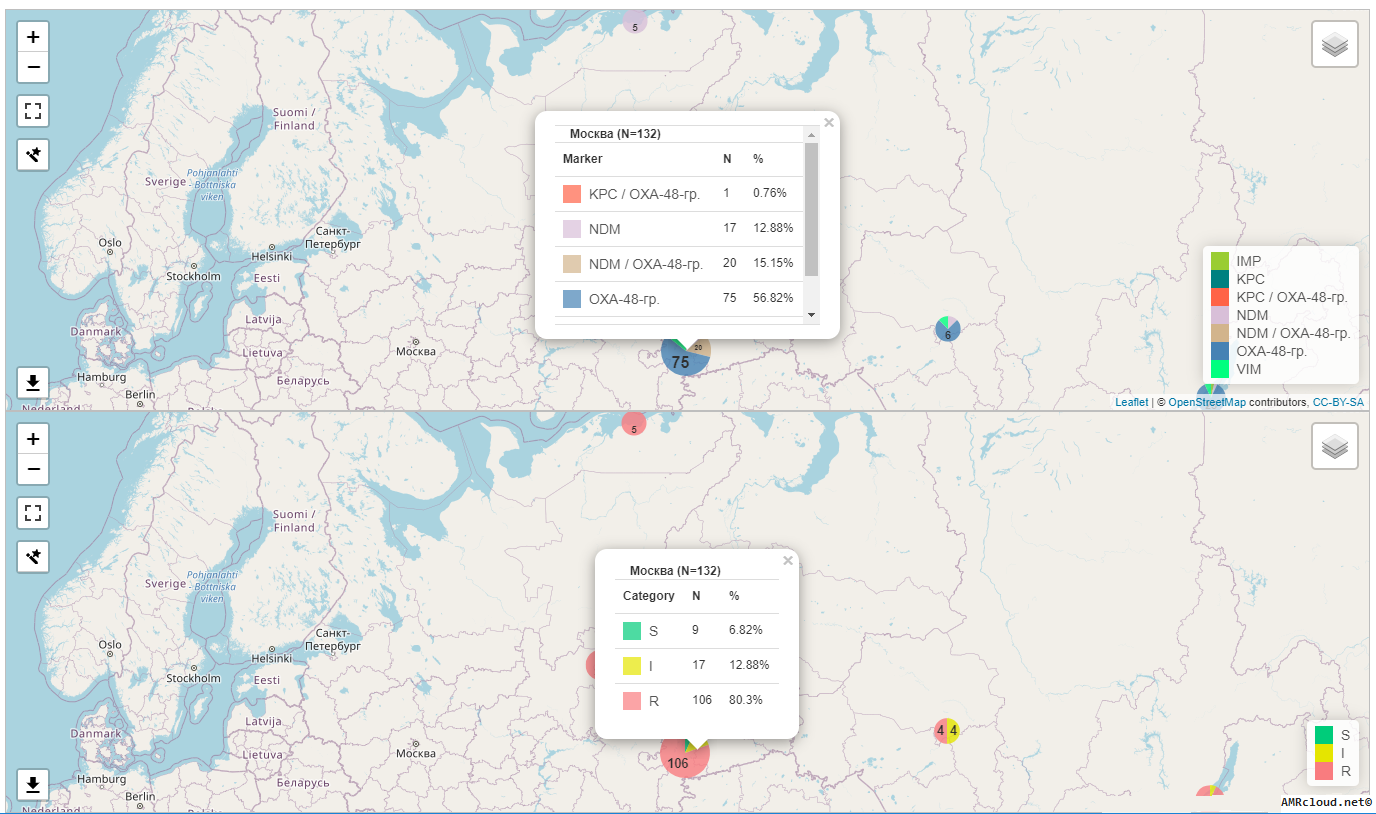 5
+
−
Suomi /
Finland
Pohjanlahti
- Bottniska
viken
Sverige
Oslo
Stockholm
Helsinki
Санкт-
Петербург
Eesti
Latvija
Danmark
Lietuva
Москва
Беларусь
Hamburg
Berlin
Nederland
×
Москва (N=132)
Marker N %
KPC / OXA-48-гр. 1 0.76%
NDM 17 12.88%
NDM / OXA-48-гр. 20 15.15%
OXA-48-гр. 75 56.82%
75
20
6
IMP
KPC
KPC / OXA-48-гр.
NDM
NDM / OXA-48-гр.
OXA-48-гр.
VIM
Leaflet | © OpenStreetMap contributors, CC-BY-SA
5
+
−
Suomi /
Finland
Pohjanlahti
- Bottniska
viken
Sverige
Oslo
Stockholm
Helsinki
Санкт-
Петербург
Eesti
Latvija
Danmark
Lietuva
Москва
Беларусь
Hamburg
Berlin
Nederland
×
Москва (N=132)
Category N %
S 9 6.82%
I 17 12.88%
R 106 80.3%
106
4 4
S
I
R
AMRcloud.net©